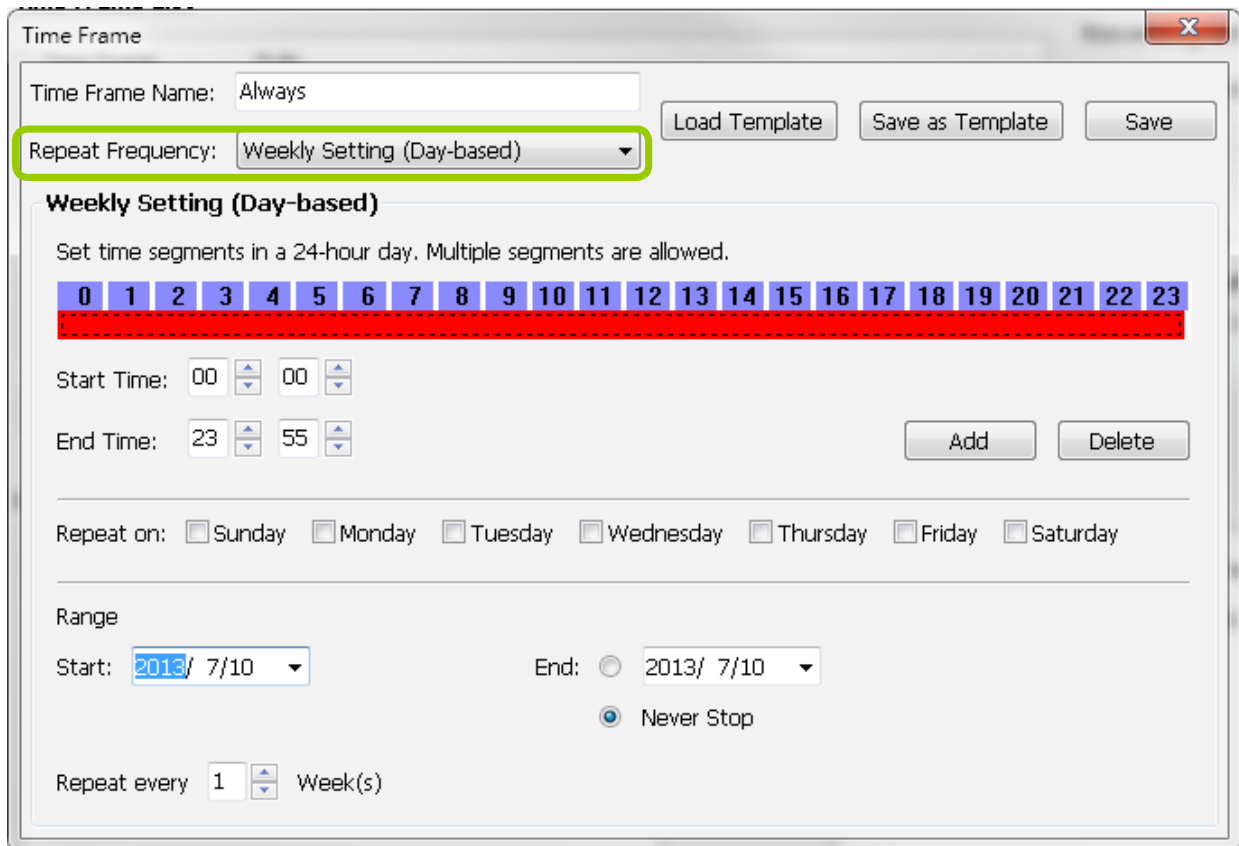 Time Frame
Time Frame Name: Always
Load Template Save as Template Save
Repeat Frequency: Weekly Setting (Day-based)
Weekly Setting (Day-based)
Set time segments in a 24-hour day. Multiple segments are allowed.
0 1 2 3 4 5 6 7 8 9 10 11 12 13 14 15 16 17 18 19 20 21 22 23
Start Time: 00 00
End Time: 23 55 Add Delete
Repeat on: Sunday Monday Tuesday Wednesday Thursday Friday Saturday
Range
Start: 2013/ 7/10 End: 2013/ 7/10
Never Stop
Repeat every 1 Week(s)